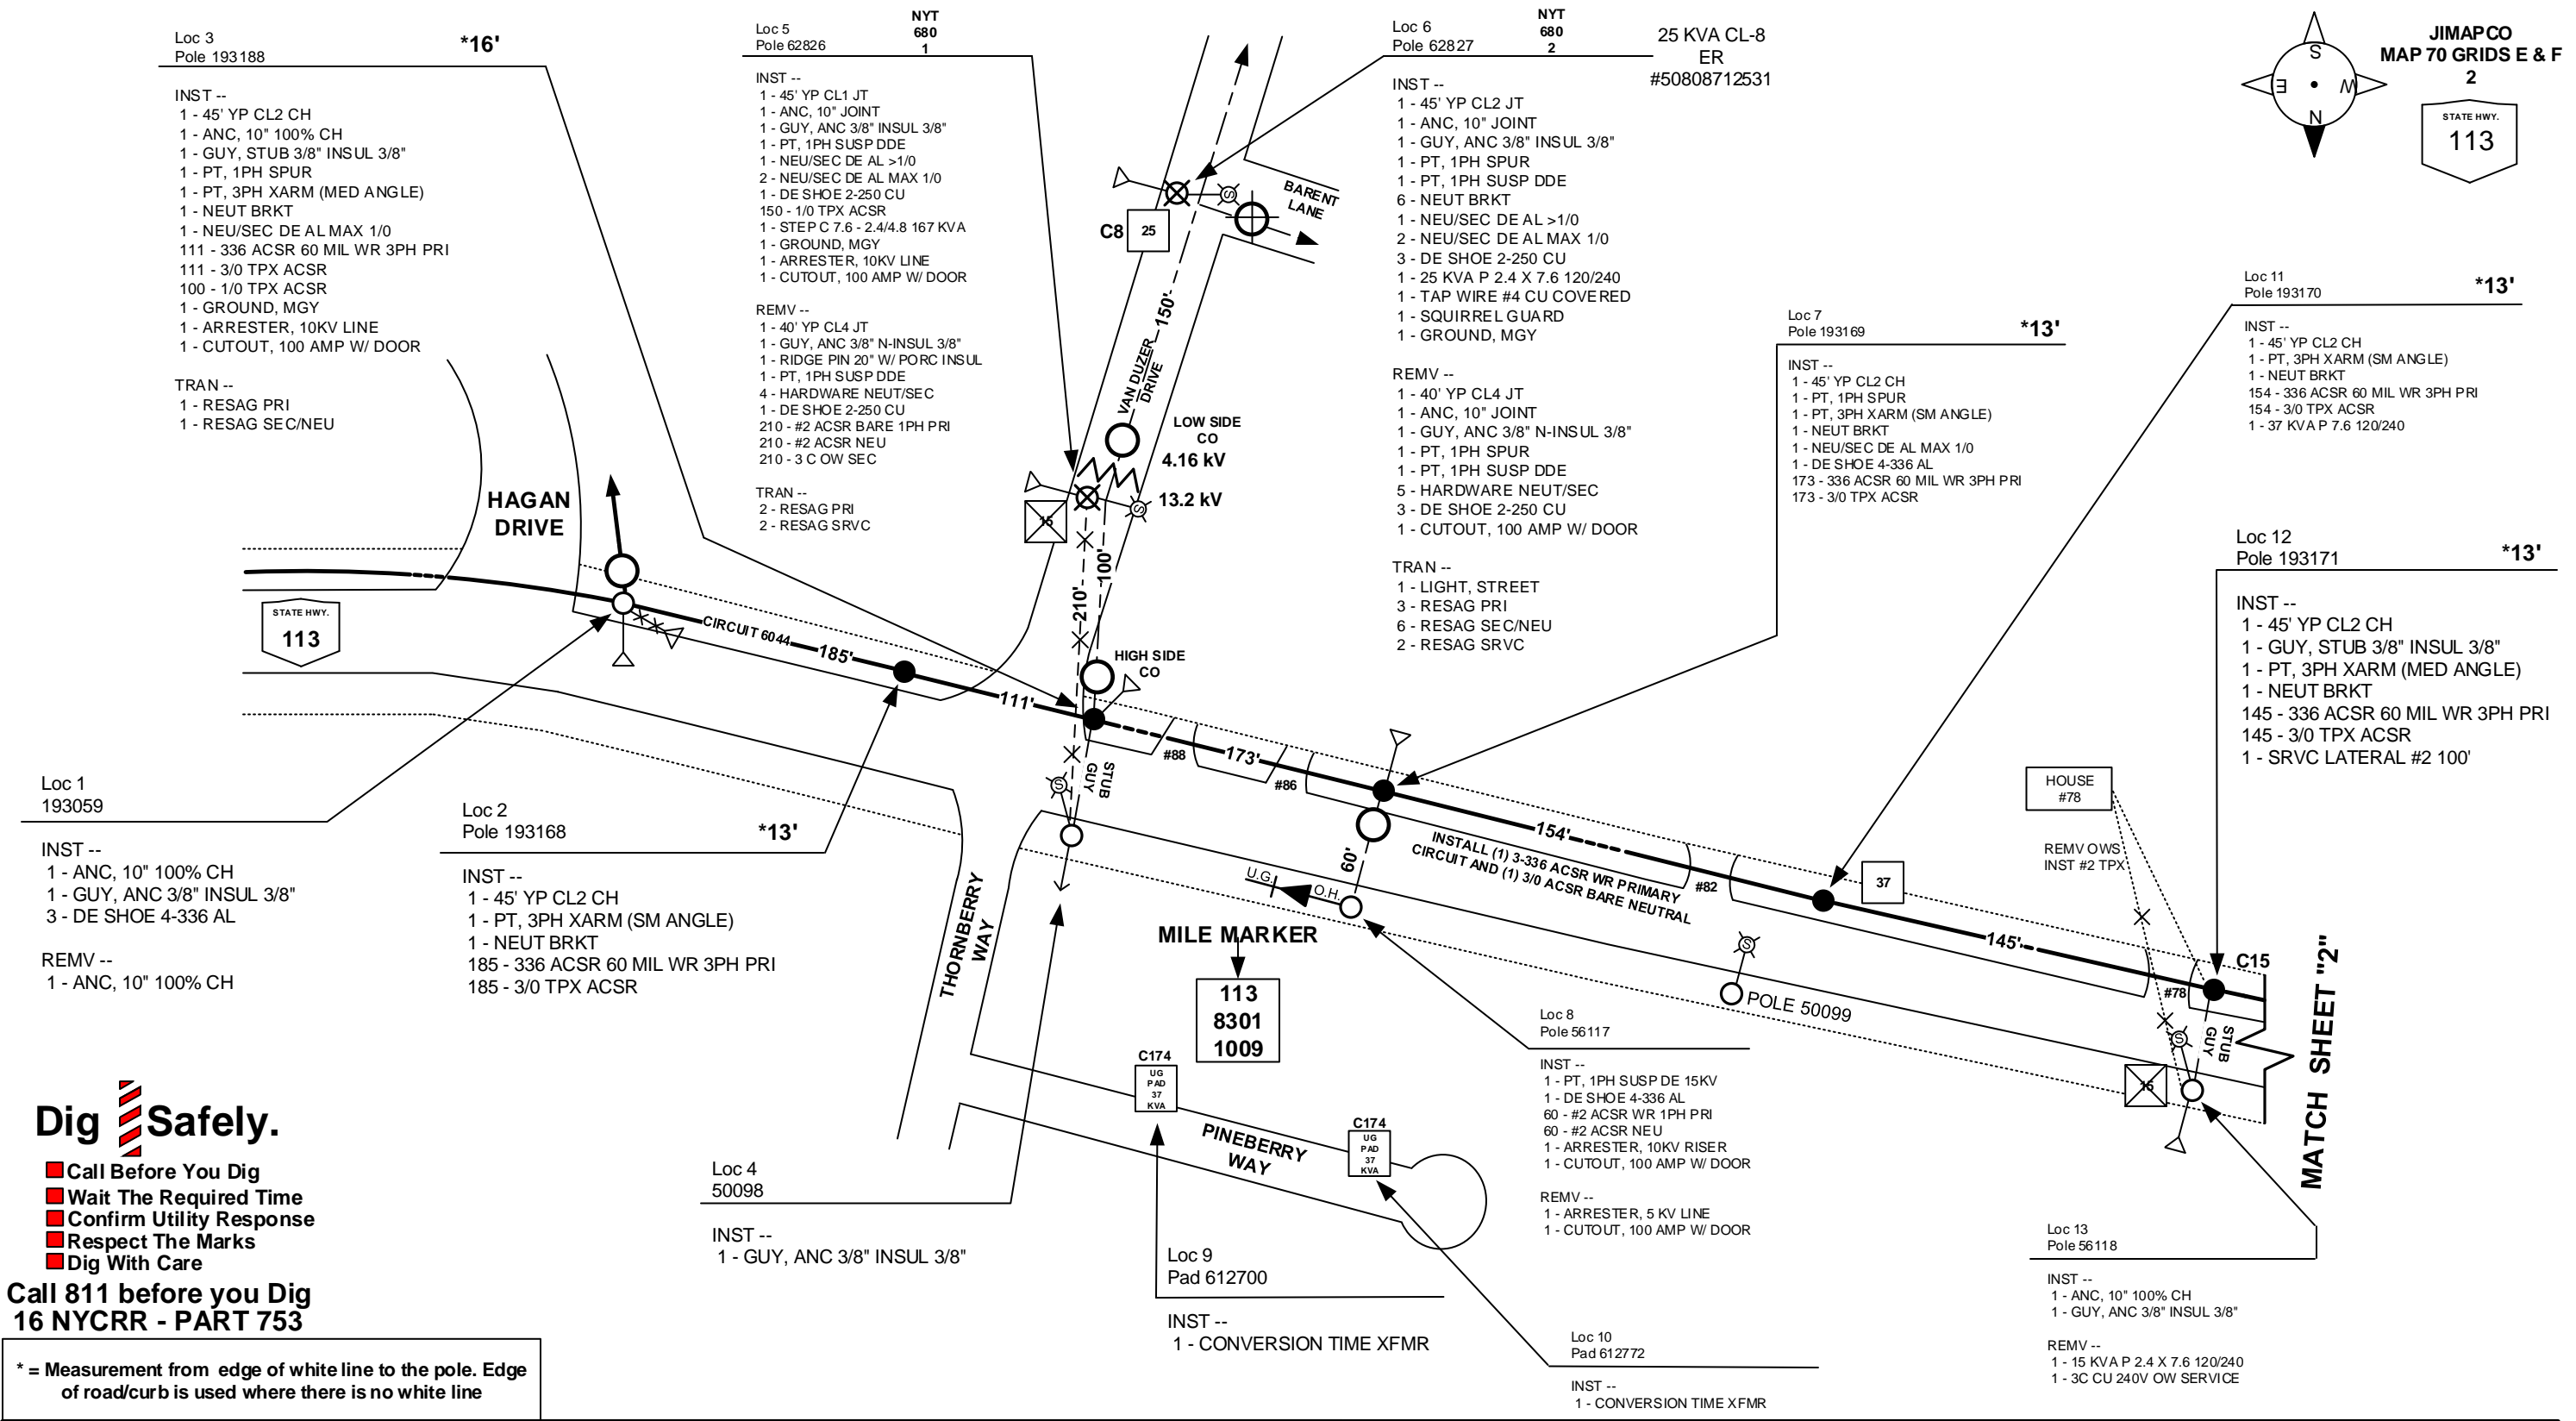 Loc 3
Pole 193188
*16'
INST --
1 - 45' YP CL2 CH
1 - ANC, 10" 100% CH
1 - GUY, STUB 3/8" INSUL 3/8"
1 - PT, 1PH SPUR
1 - PT, 3PH XARM (MED ANGLE)
1 - NEUT BRKT
1 - NEU/SEC DE AL MAX 1/0
111 - 336 ACSR 60 MIL WR 3PH PRI
111 - 3/0 TPX ACSR
100 - 1/0 TPX ACSR
1 - GROUND, MGY
1 - ARRESTER, 10KV LINE
1 - CUTOUT, 100 AMP W/ DOOR
TRAN --
1 - RESAG PRI
1 - RESAG SEC/NEU
Loc 5
Pole 62826
NYT
680
1
INST --
1 - 45' YP CL1 JT
1 - ANC, 10" JOINT
1 - GUY, ANC 3/8" INSUL 3/8"
1 - PT, 1PH SUSP DDE
1 - NEU/SEC DE AL >1/0
2 - NEU/SEC DE AL MAX 1/0
1 - DE SHOE 2-250 CU
150 - 1/0 TPX ACSR
1 - STEP C 7.6 - 2.4/4.8 167 KVA
1 - GROUND, MGY
1 - ARRESTER, 10KV LINE
1 - CUTOUT, 100 AMP W/ DOOR
REMV --
1 - 40' YP CL4 JT
1 - GUY, ANC 3/8" N-INSUL 3/8"
1 - RIDGE PIN 20" W/ PORC INSUL
1 - PT, 1PH SUSP DDE
4 - HARDWARE NEUT/SEC
1 - DE SHOE 2-250 CU
210 - #2 ACSR BARE 1PH PRI
210 - #2 ACSR NEU
210 - 3 C OW SEC
TRAN --
2 - RESAG PRI
2 - RESAG SRVC
Loc 6
Pole 62827
NYT
680
2
25 KVA CL-8
ER
#50808712531
INST --
1 - 45' YP CL2 JT
1 - ANC, 10" JOINT
1 - GUY, ANC 3/8" INSUL 3/8"
1 - PT, 1PH SPUR
1 - PT, 1PH SUSP DDE
6 - NEUT BRKT
1 - NEU/SEC DE AL >1/0
2 - NEU/SEC DE AL MAX 1/0
3 - DE SHOE 2-250 CU
1 - 25 KVA P 2.4 X 7.6 120/240
1 - TAP WIRE #4 CU COVERED
1 - SQUIRREL GUARD
1 - GROUND, MGY
REMV --
1 - 40' YP CL4 JT
1 - ANC, 10" JOINT
1 - GUY, ANC 3/8" N-INSUL 3/8"
1 - PT, 1PH SPUR
1 - PT, 1PH SUSP DDE
5 - HARDWARE NEUT/SEC
3 - DE SHOE 2-250 CU
1 - CUTOUT, 100 AMP W/ DOOR
TRAN --
1 - LIGHT, STREET
3 - RESAG PRI
6 - RESAG SEC/NEU
2 - RESAG SRVC
S
E
W
N
JIMAPCO
MAP 70 GRIDS E & F
2
STATE HWY.
113
Loc 7
Pole 193169
*13'
INST --
1 - 45' YP CL2 CH
1 - PT, 1PH SPUR
1 - PT, 3PH XARM (SM ANGLE)
1 - NEUT BRKT
1 - NEU/SEC DE AL MAX 1/0
1 - DE SHOE 4-336 AL
173 - 336 ACSR 60 MIL WR 3PH PRI
173 - 3/0 TPX ACSR
Loc 11
Pole 193170
*13'
INST --
1 - 45' YP CL2 CH
1 - PT, 3PH XARM (SM ANGLE)
1 - NEUT BRKT
154 - 336 ACSR 60 MIL WR 3PH PRI
154 - 3/0 TPX ACSR
1 - 37 KVA P 7.6 120/240
Loc 12
Pole 193171
*13'
INST --
1 - 45' YP CL2 CH
1 - GUY, STUB 3/8" INSUL 3/8"
1 - PT, 3PH XARM (MED ANGLE)
1 - NEUT BRKT
145 - 336 ACSR 60 MIL WR 3PH PRI
145 - 3/0 TPX ACSR
1 - SRVC LATERAL #2 100'
S
BARENT
LANE
C8
25
150'
VAN DUZER
DRIVE
LOW SIDE
CO
4.16 kV
13.2 kV
S
15
100'
210'
HAGAN
DRIVE
STATE HWY.
113
CIRCUIT 6044
185'
111'
HIGH SIDE
CO
#88
173'
#86
154'
#82
37
145'
#78
C15
STUB
GUY
S
INSTALL (1) 3-336 ACSR WR PRIMARY
CIRCUIT AND (1) 3/0 ACSR BARE NEUTRAL
60'
U.G.
O.H.
HOUSE
#78
REMV OWS
INST #2 TPX
S
POLE 50099
STUB
GUY
S
15
MATCH SHEET "2"
Loc 1
193059
INST --
1 - ANC, 10" 100% CH
1 - GUY, ANC 3/8" INSUL 3/8"
3 - DE SHOE 4-336 AL
REMV --
1 - ANC, 10" 100% CH
Loc 2
Pole 193168
*13'
INST --
1 - 45' YP CL2 CH
1 - PT, 3PH XARM (SM ANGLE)
1 - NEUT BRKT
185 - 336 ACSR 60 MIL WR 3PH PRI
185 - 3/0 TPX ACSR
THORNBERRY
WAY
MILE MARKER
113
8301
1009
C174
UG
PAD
37
KVA
PINEBERRY
WAY
C174
UG
PAD
37
KVA
Loc 8
Pole 56117
INST --
1 - PT, 1PH SUSP DE 15KV
1 - DE SHOE 4-336 AL
60 - #2 ACSR WR 1PH PRI
60 - #2 ACSR NEU
1 - ARRESTER, 10KV RISER
1 - CUTOUT, 100 AMP W/ DOOR
REMV --
1 - ARRESTER, 5 KV LINE
1 - CUTOUT, 100 AMP W/ DOOR
Loc 4
50098
INST --
1 - GUY, ANC 3/8" INSUL 3/8"
Loc 9
Pad 612700
INST --
1 - CONVERSION TIME XFMR
Loc 10
Pad 612772
INST --
1 - CONVERSION TIME XFMR
Loc 13
Pole 56118
INST --
1 - ANC, 10" 100% CH
1 - GUY, ANC 3/8" INSUL 3/8"
REMV --
1 - 15 KVA P 2.4 X 7.6 120/240
1 - 3C CU 240V OW SERVICE
Dig Safely.
Call Before You Dig
Wait The Required Time
Confirm Utility Response
Respect The Marks
Dig With Care
Call 811 before you Dig
16 NYCRR - PART 753
* = Measurement from edge of white line to the pole. Edge
of road/curb is used where there is no white line